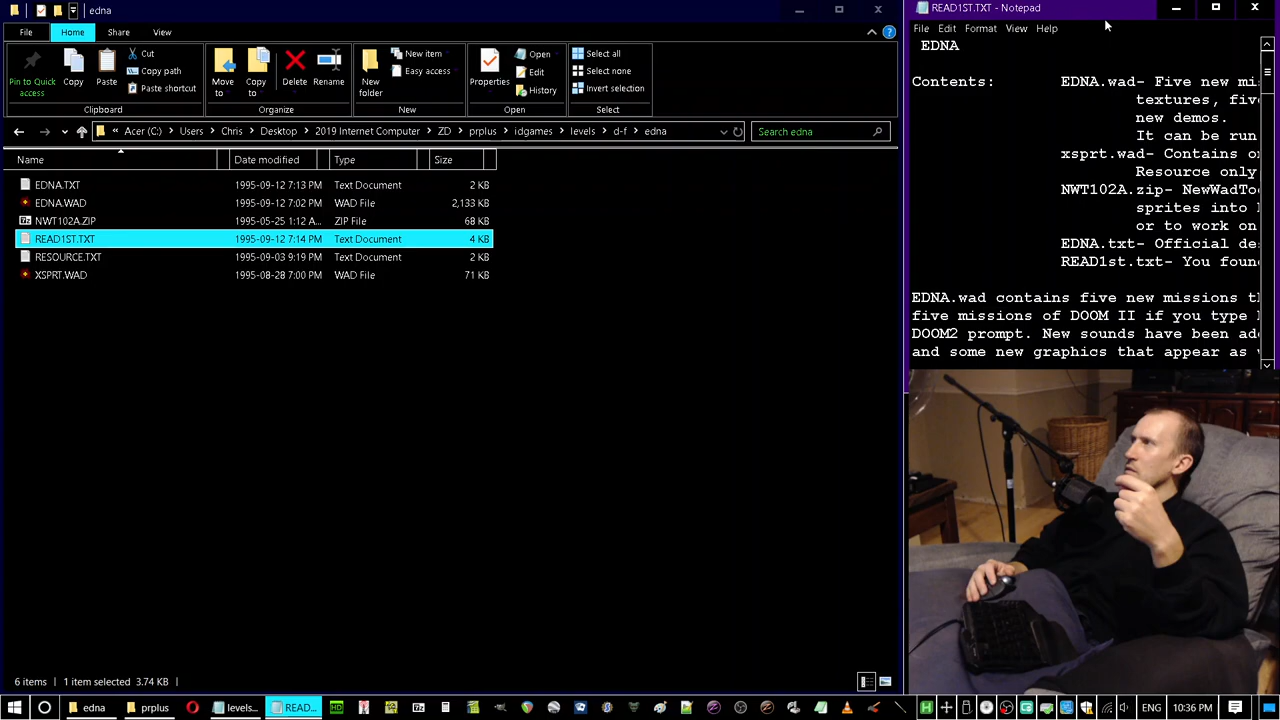 edna
READ1ST.TXT - Notepad
File Home Share View
File Edit Format View Help
Pin to Quick access
Copy
Paste
Cut
Copy path
Paste shortcut
Clipboard
Move to
Copy to
Delete
Rename
Organize
New folder
New item
Easy access
New
Properties
Open
Edit
History
Open
Select all
Select none
Invert selection
Select
« Acer (C:) › Users › Chris › Desktop › 2019 Internet Computer › ZD › prplus › idgames › levels › d-f › edna
Search edna
Name Date modified Type Size
EDNA.TXT 1995-09-12 7:13 PM Text Document 2 KB
EDNA.WAD 1995-09-12 7:02 PM WAD File 2,133 KB
NWT102A.ZIP 1995-05-25 1:12 A... ZIP File 68 KB
READ1ST.TXT 1995-09-12 7:14 PM Text Document 4 KB
RESOURCE.TXT 1995-09-03 9:19 PM Text Document 2 KB
XSPRT.WAD 1995-08-28 7:00 PM WAD File 71 KB
EDNA
Contents: EDNA.wad- Five new mis
textures, five
new demos.
It can be run
xsprt.wad- Contains o
Resource only
NWT102A.zip- NewWadToo
sprites into
or to work on
EDNA.txt- Official de
READ1st.txt- You foun
EDNA.wad contains five new missions t
five missions of DOOM II if you type
DOOM2 prompt. New sounds have been ad
and some new graphics that appear as
6 items 1 item selected 3.74 KB
edna
prplus
levels...
READ...
HD
ENG
10:36 PM